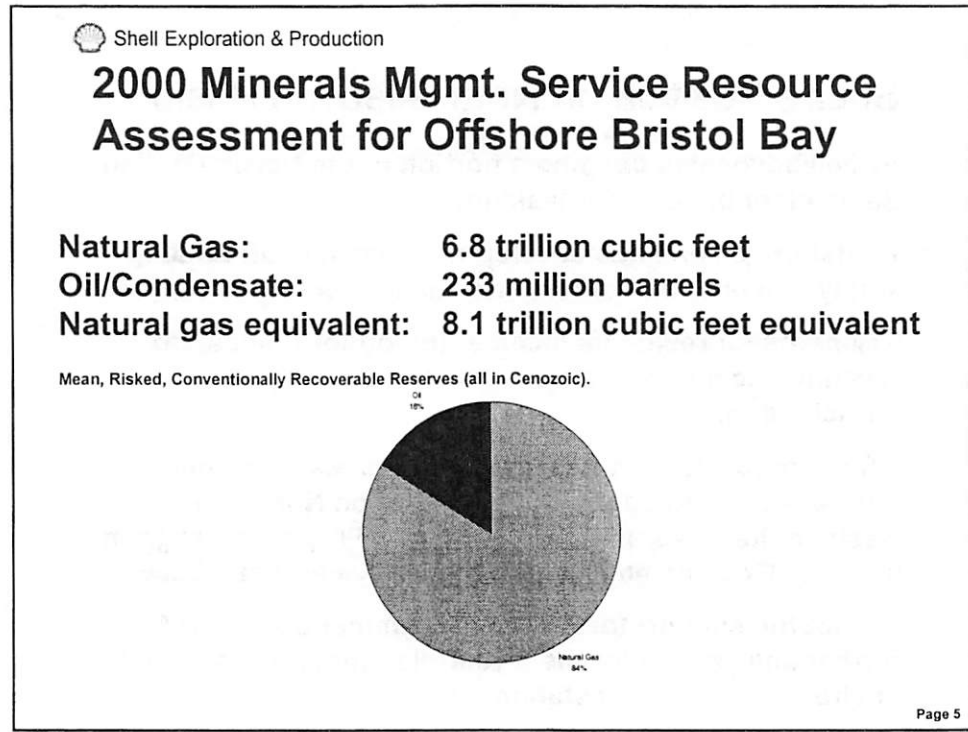 Shell Exploration & Production
2000 Minerals Mgmt. Service Resource
Assessment for Offshore Bristol Bay
Natural Gas: 6.8 trillion cubic feet
Oil/Condensate: 233 million barrels
Natural gas equivalent: 8.1 trillion cubic feet equivalent
Mean, Risked, Conventionally Recoverable Reserves (all in Cenozoic).
Oil
16%
Natural Gas
84%
Page 5